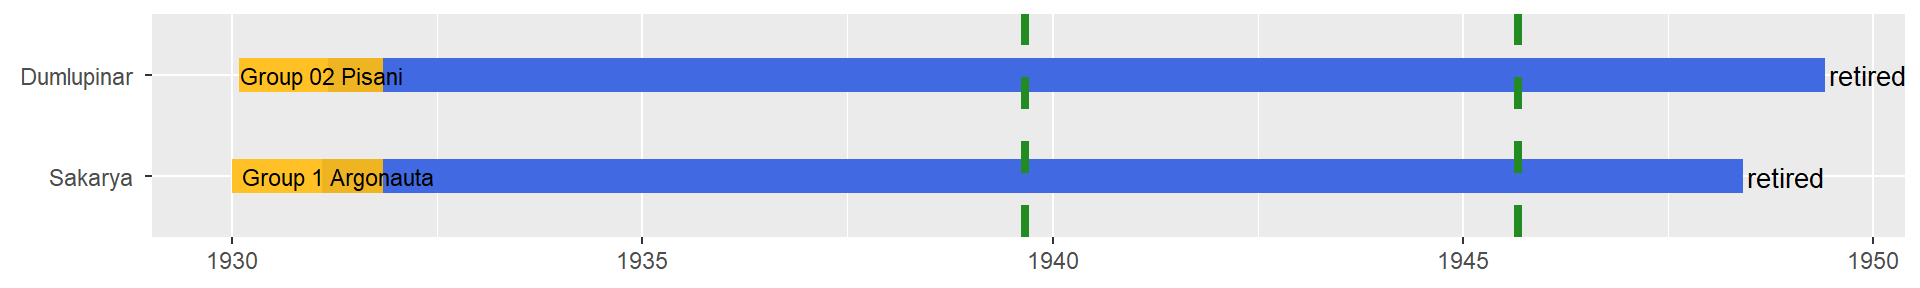 Dumlupinar
Group 02 Pisani
retired
Sakarya
Group 1 Argonauta
retired
1930
1935
1940
1945
1950